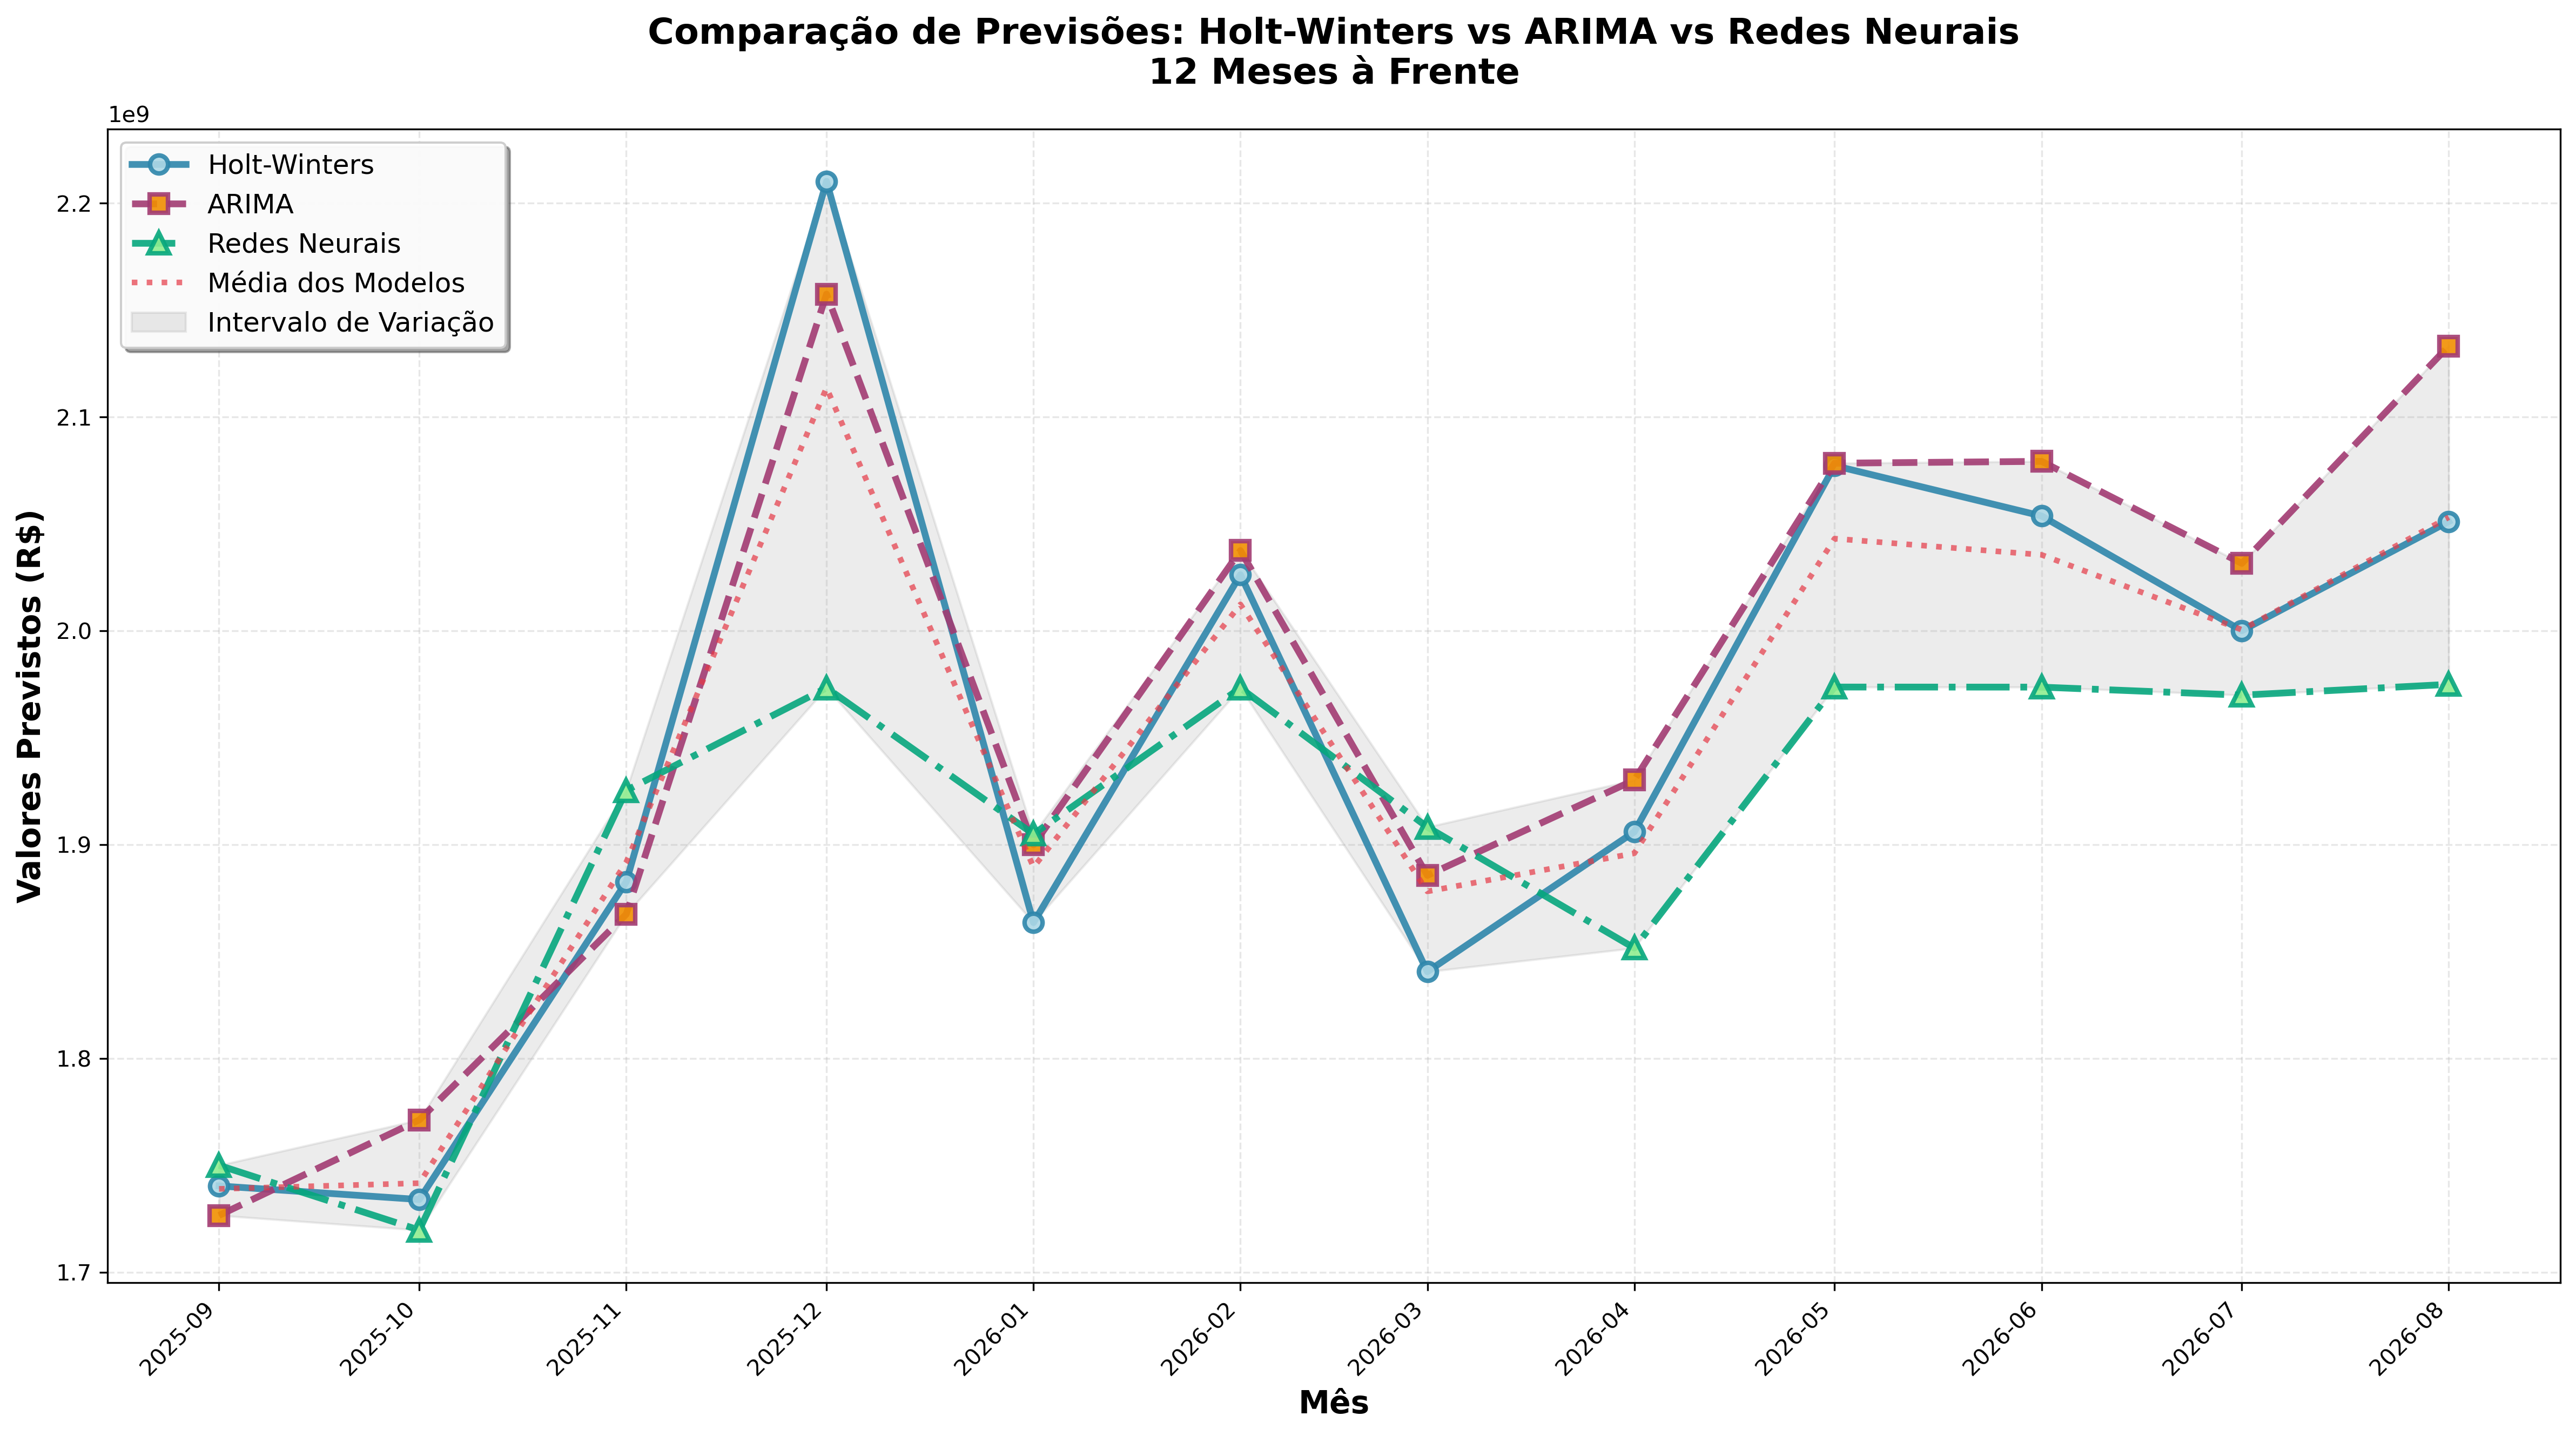 Comparação de Previsões: Holt-Winters vs ARIMA vs Redes Neurais
12 Meses à Frente
1e9
Holt-Winters
ARIMA
Redes Neurais
Média dos Modelos
Intervalo de Variação
2.2
2.1
2.0
1.9
1.8
1.7
Valores Previstos (R$)
2025-09
2025-10
2025-11
2025-12
2026-01
2026-02
2026-03
2026-04
2026-05
2026-06
2026-07
2026-08
Mês